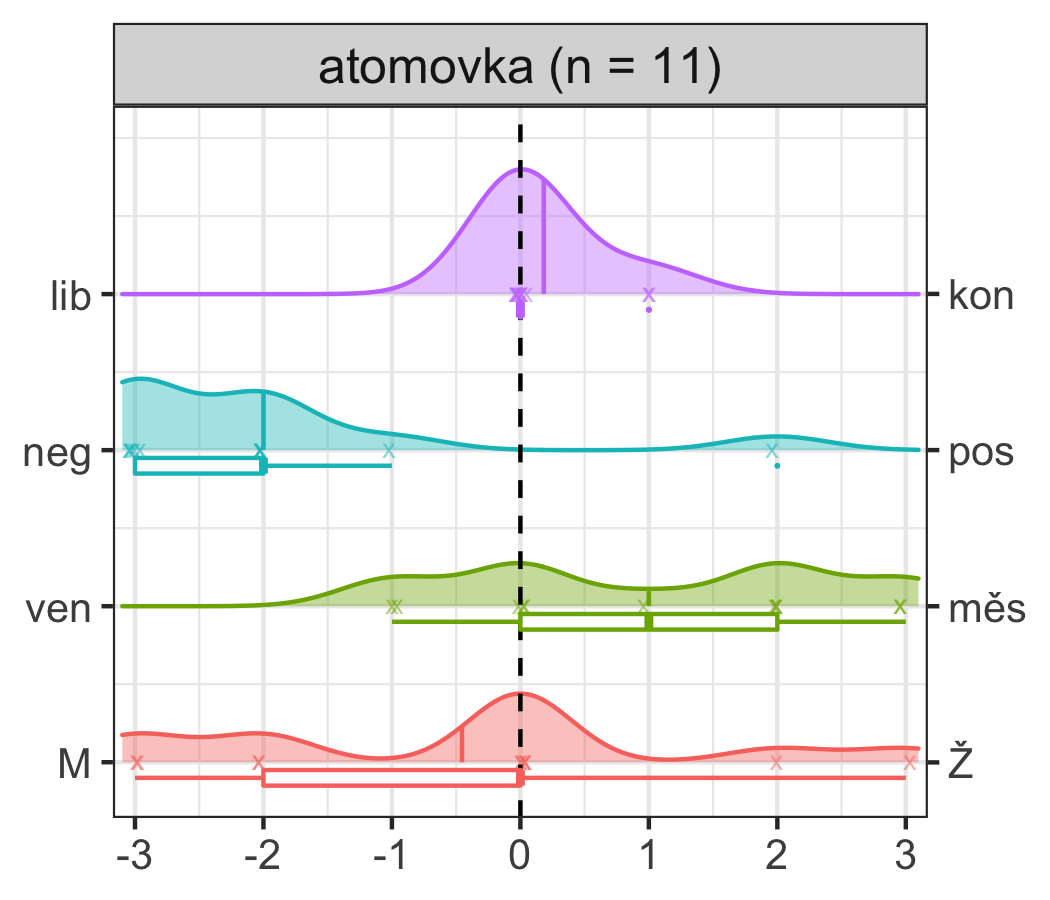 atomovka (n = 11)
lib kon
neg pos
ven měs
M Ž
-3 -2 -1 0 1 2 3